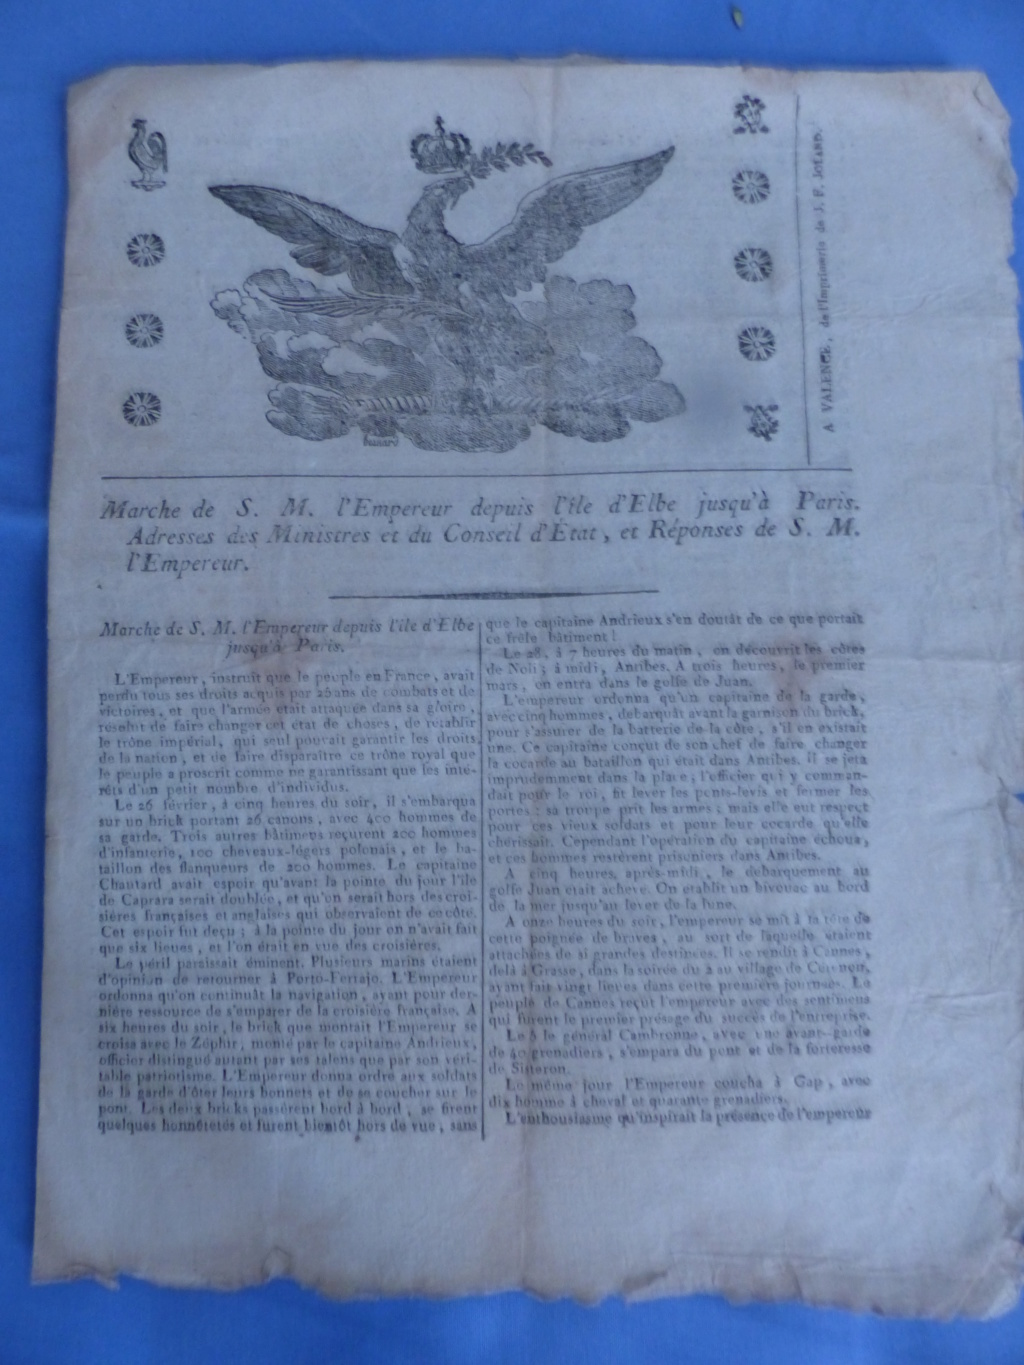 A VALENCE, de l'Imprimerie de J. F. JOLAND.
Besnard
Marche de S. M. l'Empereur depuis l'île d'Elbe jusqu'à Paris.
Adresses des Ministres et du Conseil d'État, et Réponses de S. M.
l'Empereur.
Marche de S. M. l'Empereur depuis l'île d'Elbe
jusqu'à Paris.
L'Empereur, instruit que le peuple en France, avait
perdu tous ses droits acquis par 26 ans de combats et de
victoires, et que l'armée était attaquée dans sa gloire,
résolut de faire changer cet état de choses, de rétablir
le trône impérial, qui seul pouvait garantir les droits
de la nation, et de faire disparaître ce trône royal que
le peuple a proscrit comme ne garantissant que les inté-
rêts d'un petit nombre d'individus.
Le 26 février, à cinq heures du soir, il s'embarqua
sur un brick portant 26 canons, avec 400 hommes de
sa garde. Trois autres bâtimens reçurent 200 hommes
d'infanterie, 100 chevaux-légers polonais, et le ba-
taillon des flanqueurs de 200 hommes. Le capitaine
Chautard avait espoir qu'avant la pointe du jour l'île
de Caprara serait doublée, et qu'on serait hors des croi-
sières françaises et anglaises qui observaient de ce côté.
Cet espoir fut deçu ; à la pointe du jour on n'avait fait
que six lieues, et l'on était en vue des croisières.
Le péril paraissait éminent. Plusieurs marins étaient
d'opinion de retourner à Porto-Ferrajo. L'Empereur
ordonna qu'on continuât la navigation, ayant pour der-
nière ressource de s'emparer de la croisière française. A
six heures du soir, le brick que montait l'Empereur se
croisa avec le Zéphir, monté par le capitaine Andrieux,
officier distingué autant par ses talens que par son véri-
table patriotisme. L'Empereur donna ordre aux soldats
de la garde d'ôter leurs bonnets et de se coucher sur le
pont. Les deux bricks passèrent bord à bord, se firent
quelques honnêtetés et furent bientôt hors de vue, sans
que le capitaine Andrieux s'en doutât de ce que portait
ce frêle bâtiment !
Le 28, à 7 heures du matin, on découvrit les côtes
de Noli ; à midi, Antibes. A trois heures, le premier
mars, on entra dans le golfe de Juan.
L'empereur ordonna qu'un capitaine de la garde,
avec cinq hommes, débarquât avant la garnison du brick,
pour s'assurer de la batterie de la côte, s'il en existait
une. Ce capitaine conçut de son chef de faire changer
la cocarde au bataillon qui était dans Antibes. Il se jeta
imprudemment dans la place ; l'officier qui y comman-
dait pour le roi, fit lever les ponts-levis et fermer les
portes : sa troupe prit les armes ; mais elle eut respect
pour ces vieux soldats et pour leur cocarde qu'elle
chérissait. Cependant l'opération du capitaine échoua,
et ces hommes restèrent prisoniers dans Antibes.
A cinq heures, après-midi, le débarquement au
golfe Juan était achevé. On établit un bivouac au bord
de la mer jusqu'au lever de la lune.
A onze heures du soir, l'empereur se mit à la tête de
cette poignée de braves, au sort de laquelle étaient
attachées de si grandes destinées. Il se rendit à Cannes,
delà à Grasse, dans la soirée du 2 au village de Cérenon,
ayant fait vingt lieues dans cette première journée. Le
peuple de Cannes reçut l'empereur avec des sentimens
qui furent le premier présage du succès de l'entreprise.
Le 5 le général Cambronne, avec une avant-garde
de 40 grenadiers, s'empara du pont et de la forteresse
de Sisteron.
Le même jour l'Empereur coucha à Gap, avec
dix homme à cheval et quarante grenadiers.
L'enthousiasme qu'inspirait la présence de l'empereur